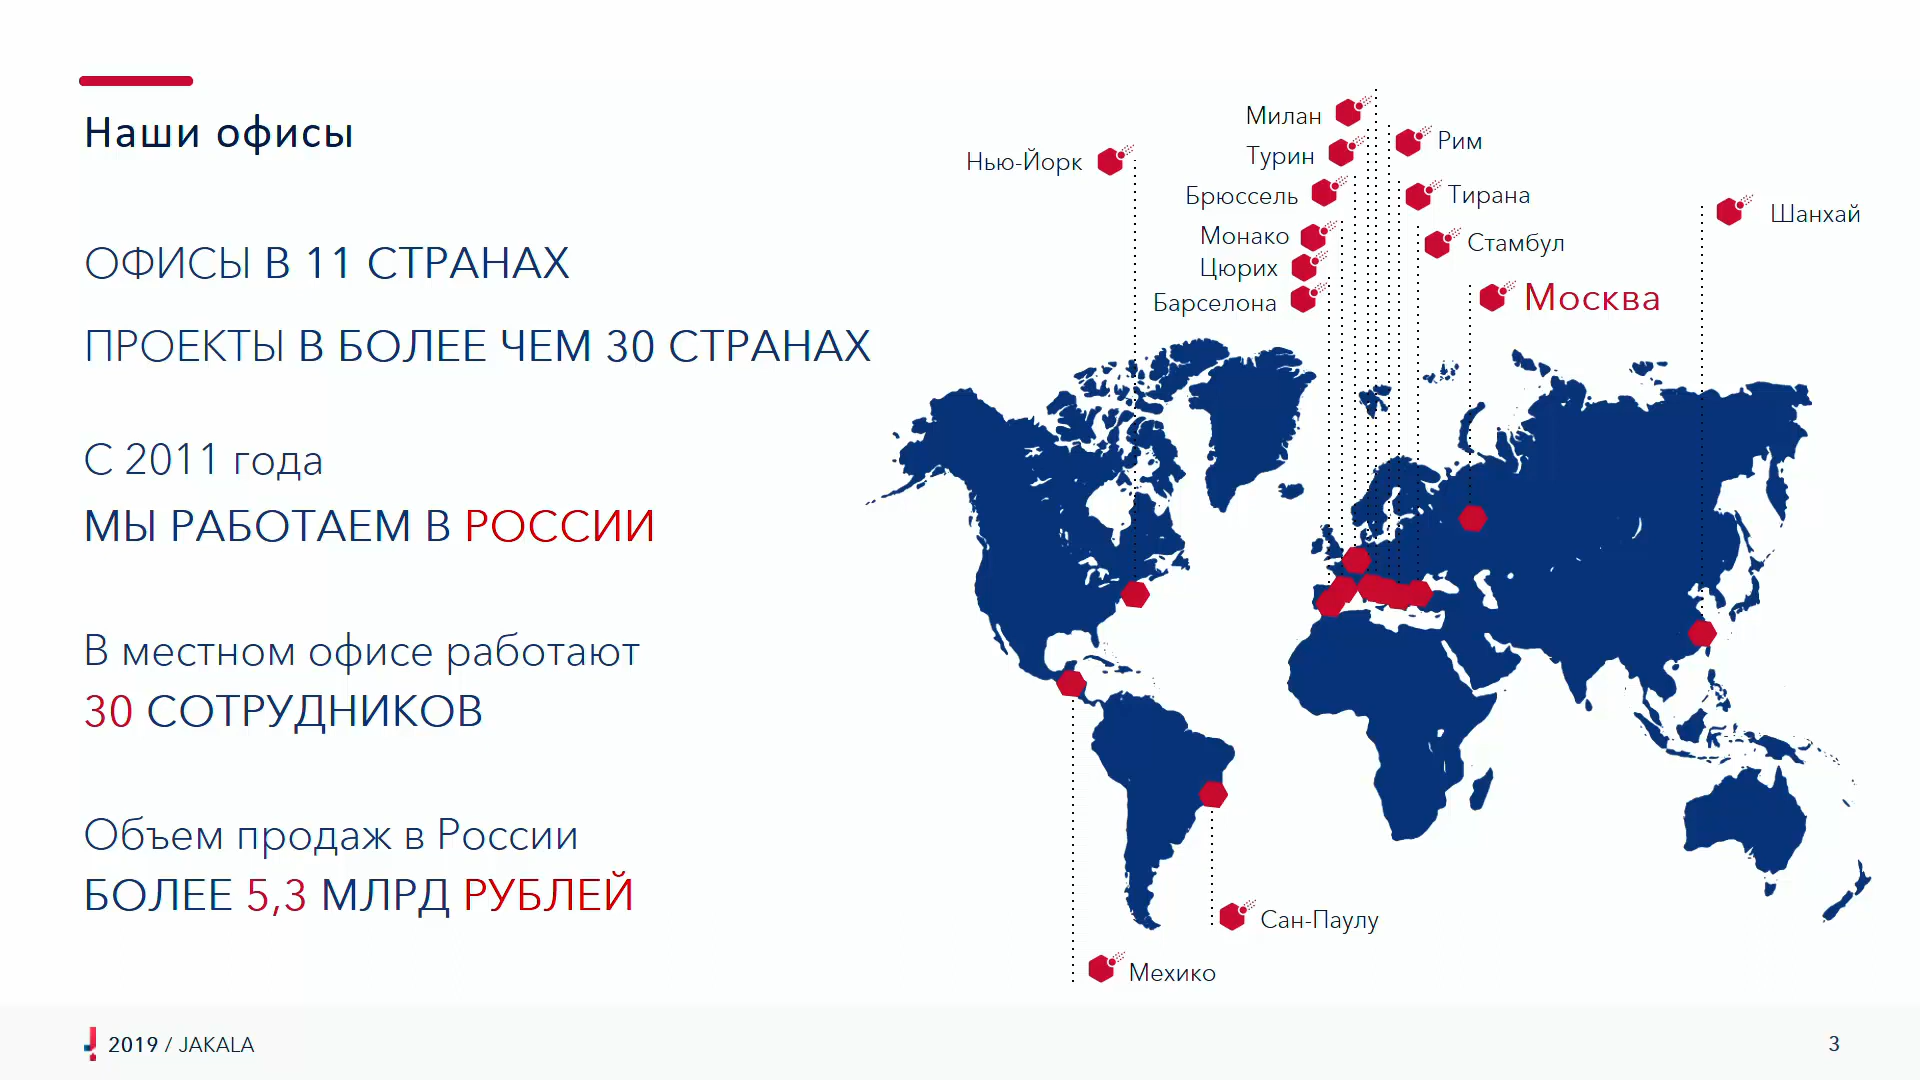 Наши офисы
ОФИСЫ В 11 СТРАНАХ
ПРОЕКТЫ В БОЛЕЕ ЧЕМ 30 СТРАНАХ
С 2011 года
МЫ РАБОТАЕМ В РОССИИ
В местном офисе работают
30 СОТРУДНИКОВ
Объем продаж в России
БОЛЕЕ 5,3 МЛРД РУБЛЕЙ
Нью-Йорк
Милан
Турин
Брюссель
Монако
Цюрих
Барселона
Рим
Тирана
Стамбул
Москва
Шанхай
Сан-Паулу
Мехико
2019 / JAKALA
3